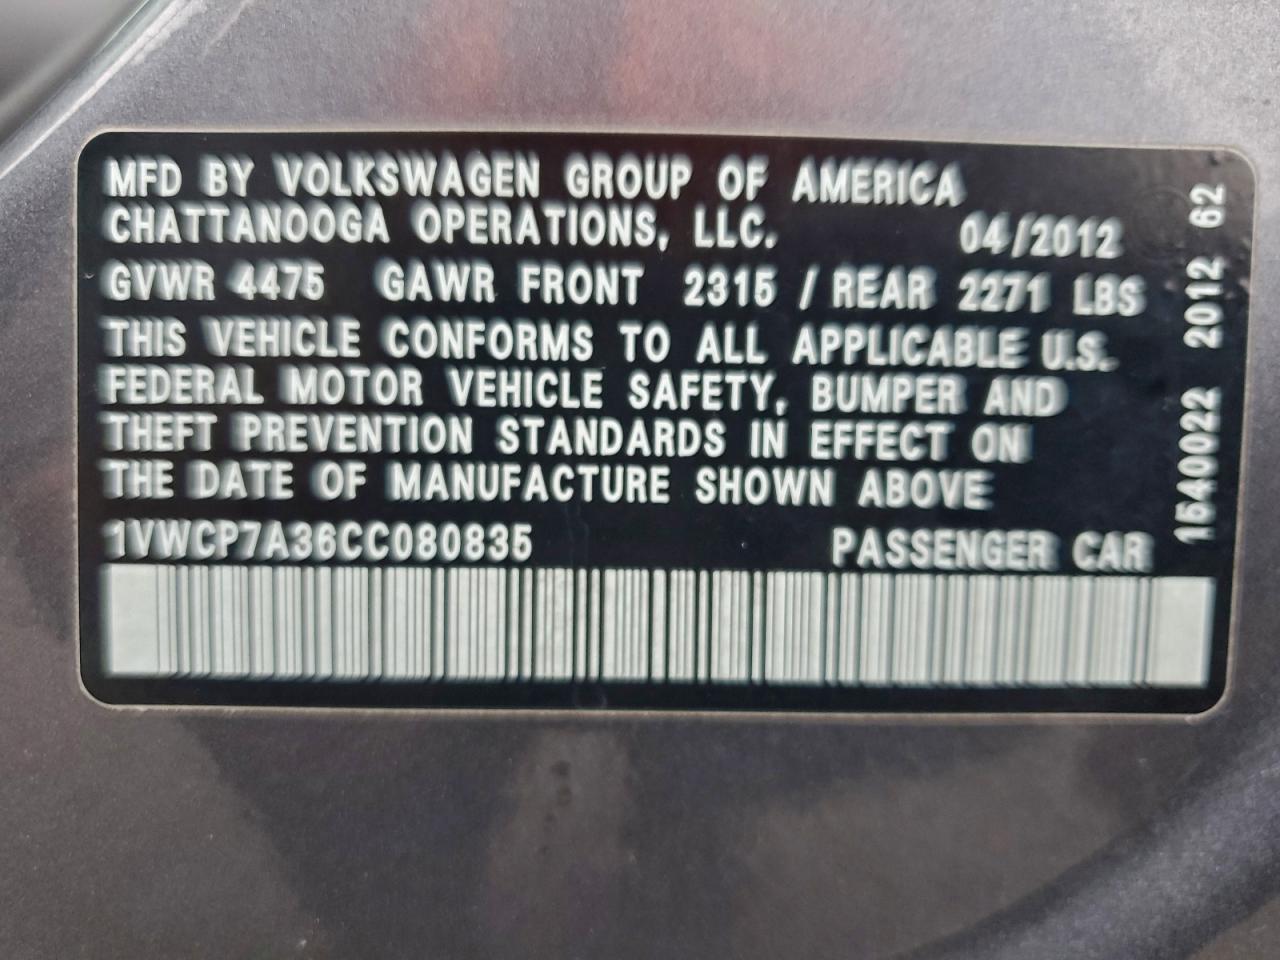 MFD BY VOLKSWAGEN GROUP OF AMERICA
CHATTANOOGA OPERATIONS, LLC. 04/2012
GVWR 4475 GAWR FRONT 2315 / REAR 2271 LBS
THIS VEHICLE CONFORMS TO ALL APPLICABLE U.S.
FEDERAL MOTOR VEHICLE SAFETY, BUMPER AND
THEFT PREVENTION STANDARDS IN EFFECT ON
THE DATE OF MANUFACTURE SHOWN ABOVE
1VWCP7A36CC080835 PASSENGER CAR
1540022 2012 62